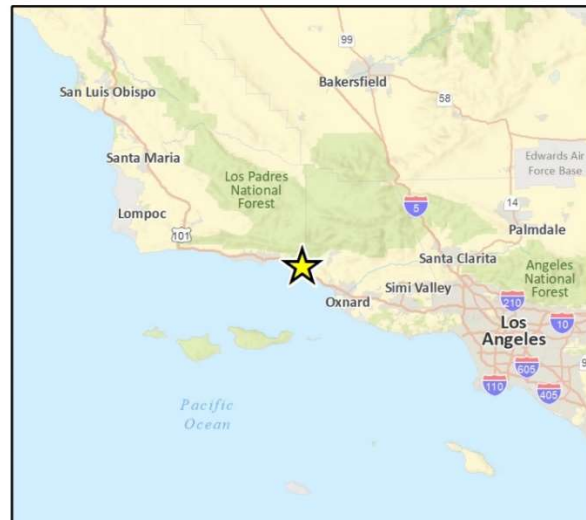 99
Bakersfield
San Luis Obispo
58
Santa Maria
Edwards Air
Force Base
Los Padres
National
Forest
5
14
Lompoc
101
Palmdale
Santa Clarita
Angeles
National
Forest
Simi Valley
Oxnard
210
10
Los
Angeles
605
9
110
405
Pacific
Ocean